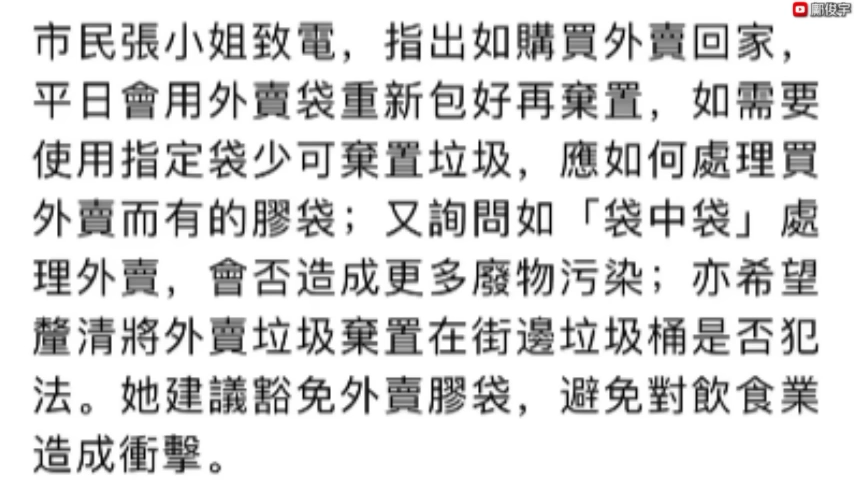 鄺俊宇
市民張小姐致電，指出如購買外賣回家，
平日會用外賣袋重新包好再棄置，如需要
使用指定袋少可棄置垃圾，應如何處理買
外賣而有的膠袋；又詢問如「袋中袋」處
理外賣，會否造成更多廢物污染；亦希望
釐清將外賣垃圾棄置在街邊垃圾桶是否犯
法。她建議豁免外賣膠袋，避免對飲食業
造成衝擊。